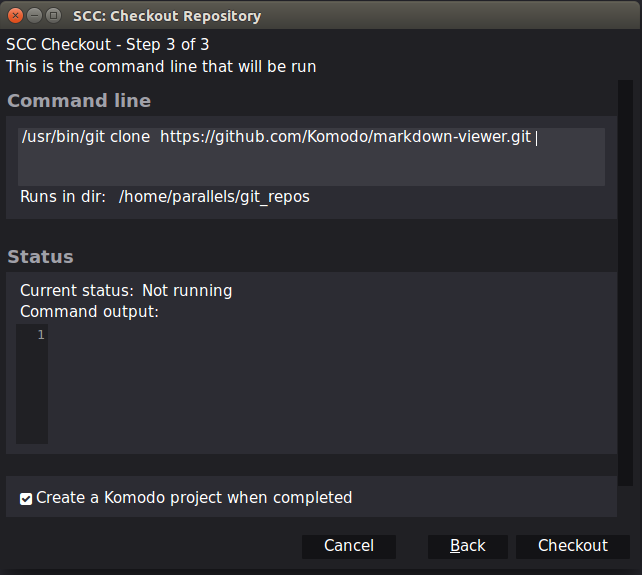 SCC: Checkout Repository
SCC Checkout - Step 3 of 3
This is the command line that will be run
Command line
/usr/bin/git clone  https://github.com/Komodo/markdown-viewer.git
Runs in dir: /home/parallels/git_repos
Status
Current status: Not running
Command output:
1
Create a Komodo project when completed
Cancel Back Checkout